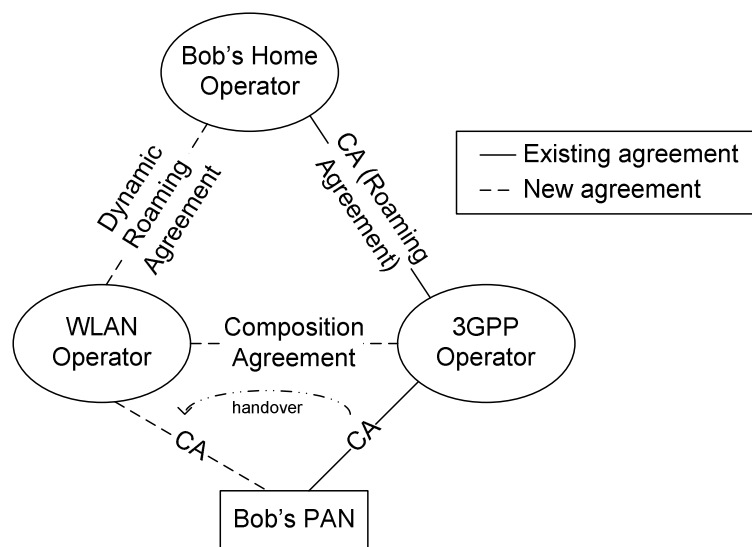 Bob's Home
Operator
Dynamic
Roaming
Agreement
CA (Roaming
Agreement)
Existing agreement
New agreement
WLAN
Operator
Composition
Agreement
3GPP
Operator
handover
CA
CA
Bob's PAN